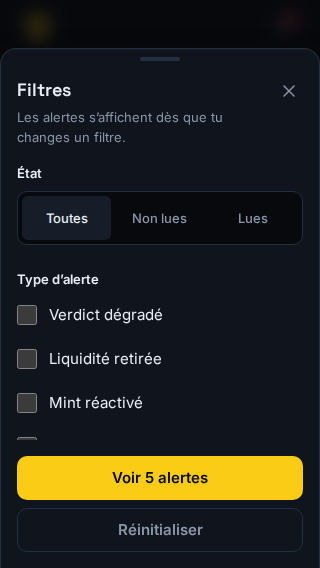 Filtres
Les alertes s’affichent dès que tu
changes un filtre.
État
Toutes
Non lues
Lues
Type d’alerte
Verdict dégradé
Liquidité retirée
Mint réactivé
Voir 5 alertes
Réinitialiser